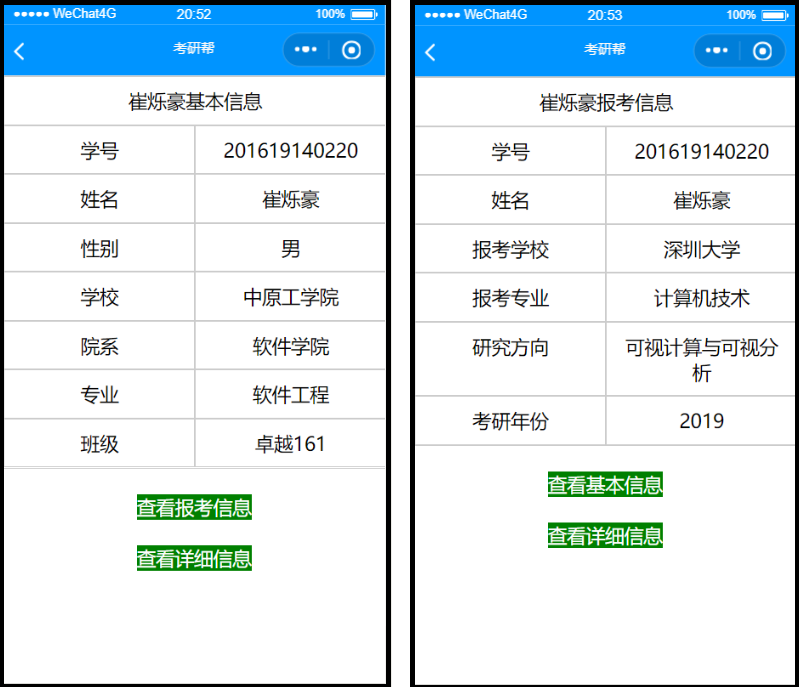 WeChat4G 20:52 100%
考研帮
崔烁豪基本信息
学号 201619140220
姓名 崔烁豪
性别 男
学校 中原工学院
院系 软件学院
专业 软件工程
班级 卓越161
查看报考信息
查看详细信息
WeChat4G 20:53 100%
考研帮
崔烁豪报考信息
学号 201619140220
姓名 崔烁豪
报考学校 深圳大学
报考专业 计算机技术
研究方向 可视计算与可视分
析
考研年份 2019
查看基本信息
查看详细信息